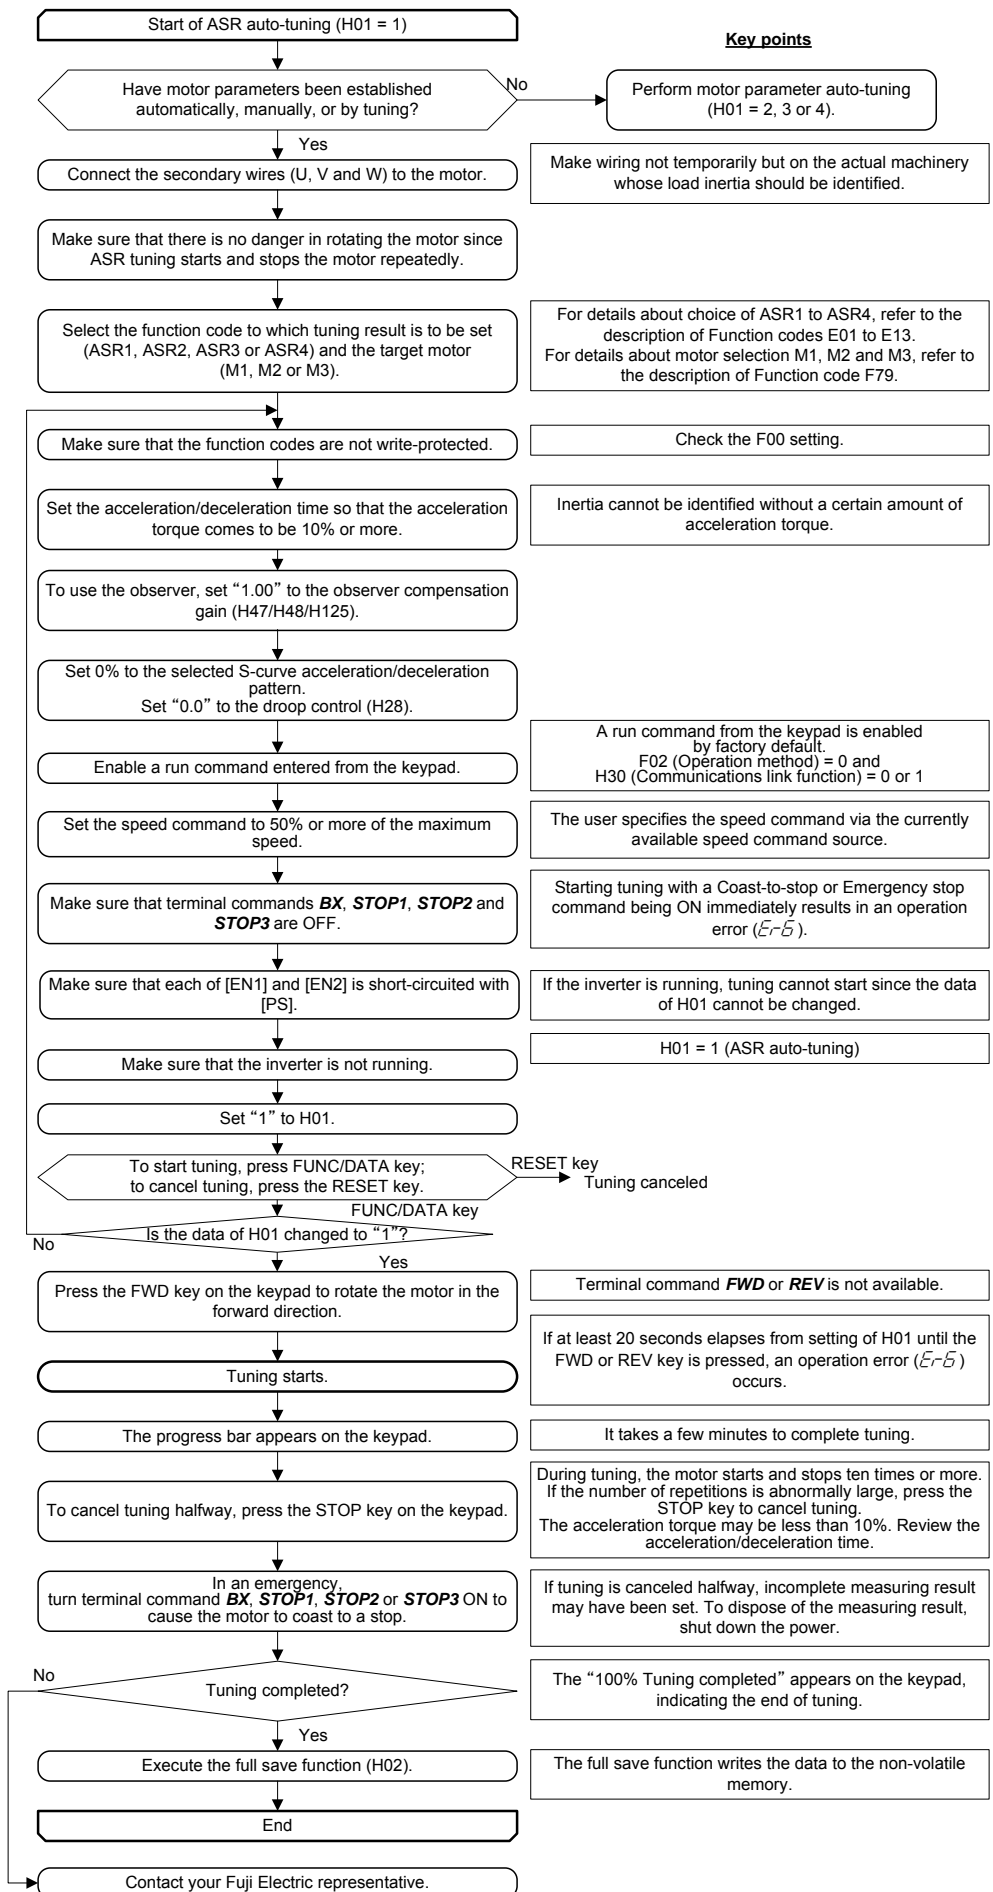 Start of ASR auto-tuning (H01 = 1)
Key points
Have motor parameters been established
automatically, manually, or by tuning?
No
Perform motor parameter auto-tuning
(H01 = 2, 3 or 4).
Yes
Connect the secondary wires (U, V and W) to the motor.
Make wiring not temporarily but on the actual machinery
whose load inertia should be identified.
Make sure that there is no danger in rotating the motor since
ASR tuning starts and stops the motor repeatedly.
Select the function code to which tuning result is to be set
(ASR1, ASR2, ASR3 or ASR4) and the target motor
(M1, M2 or M3).
For details about choice of ASR1 to ASR4, refer to the
description of Function codes E01 to E13.
For details about motor selection M1, M2 and M3, refer to
the description of Function code F79.
Make sure that the function codes are not write-protected.
Check the F00 setting.
Set the acceleration/deceleration time so that the acceleration
torque comes to be 10% or more.
Inertia cannot be identified without a certain amount of
acceleration torque.
To use the observer, set “1.00” to the observer compensation
gain (H47/H48/H125).
Set 0% to the selected S-curve acceleration/deceleration
pattern.
Set “0.0” to the droop control (H28).
Enable a run command entered from the keypad.
A run command from the keypad is enabled
by factory default.
F02 (Operation method) = 0 and
H30 (Communications link function) = 0 or 1
Set the speed command to 50% or more of the maximum
speed.
The user specifies the speed command via the currently
available speed command source.
Make sure that terminal commands BX, STOP1, STOP2 and
STOP3 are OFF.
Starting tuning with a Coast-to-stop or Emergency stop
command being ON immediately results in an operation
error (Er6).
Make sure that each of [EN1] and [EN2] is short-circuited with
[PS].
If the inverter is running, tuning cannot start since the data
of H01 cannot be changed.
Make sure that the inverter is not running.
H01 = 1 (ASR auto-tuning)
Set “1” to H01.
To start tuning, press FUNC/DATA key;
to cancel tuning, press the RESET key.
RESET key
Tuning canceled
FUNC/DATA key
Is the data of H01 changed to “1”?
No
Yes
Press the FWD key on the keypad to rotate the motor in the
forward direction.
Terminal command FWD or REV is not available.
Tuning starts.
If at least 20 seconds elapses from setting of H01 until the
FWD or REV key is pressed, an operation error (Er6)
occurs.
The progress bar appears on the keypad.
It takes a few minutes to complete tuning.
To cancel tuning halfway, press the STOP key on the keypad.
During tuning, the motor starts and stops ten times or more.
If the number of repetitions is abnormally large, press the
STOP key to cancel tuning.
The acceleration torque may be less than 10%. Review the
acceleration/deceleration time.
In an emergency,
turn terminal command BX, STOP1, STOP2 or STOP3 ON to
cause the motor to coast to a stop.
If tuning is canceled halfway, incomplete measuring result
may have been set. To dispose of the measuring result,
shut down the power.
No
Tuning completed?
The “100% Tuning completed” appears on the keypad,
indicating the end of tuning.
Yes
Execute the full save function (H02).
The full save function writes the data to the non-volatile
memory.
End
Contact your Fuji Electric representative.